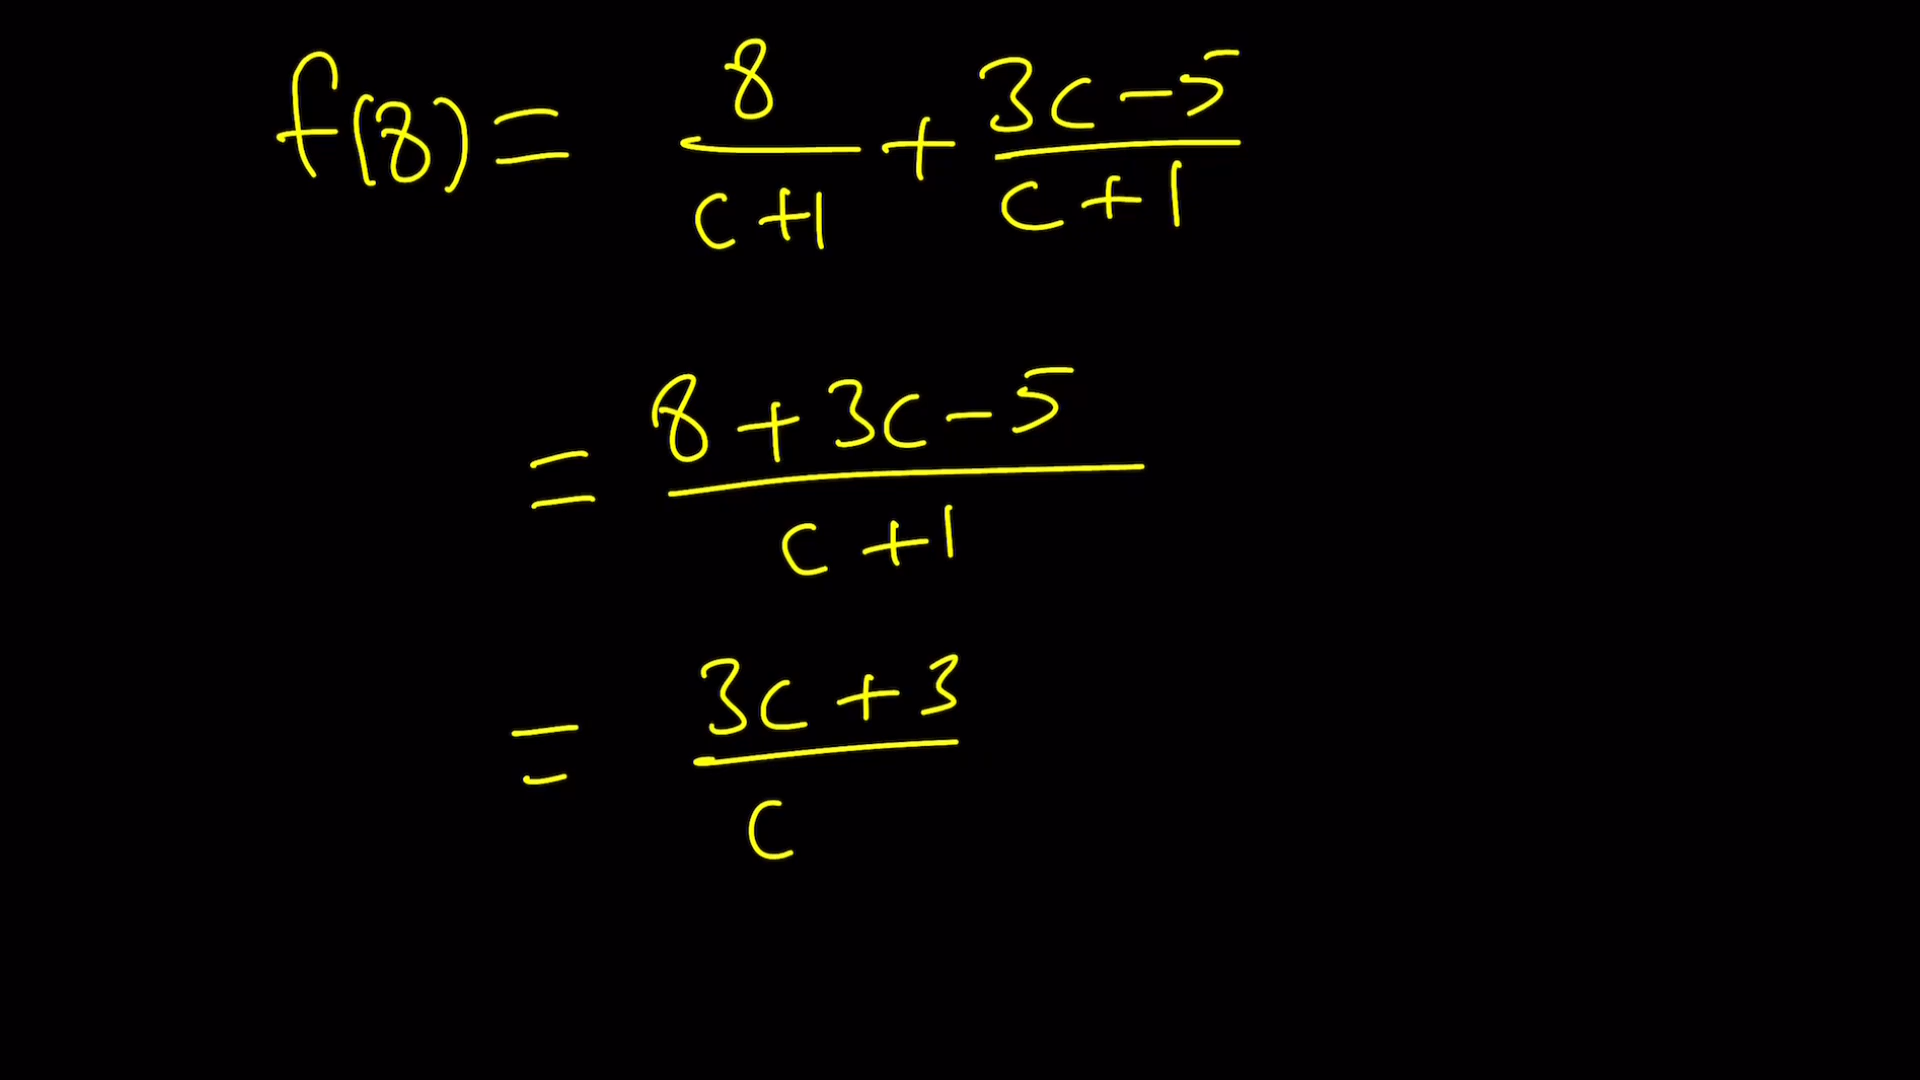 f(8) = 8/(c+1) + (3c-5)/(c+1)
= (8+3c-5)/(c+1)
= (3c+3)/c